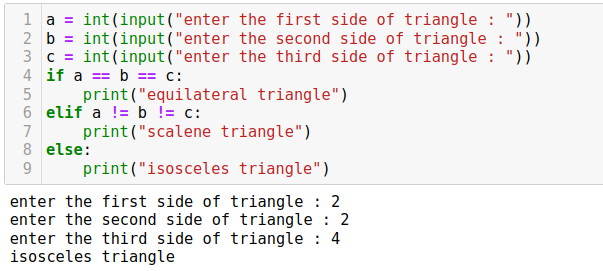 1 a = int(input("enter the first side of triangle : "))
2 b = int(input("enter the second side of triangle : "))
3 c = int(input("enter the third side of triangle : "))
4 if a == b == c:
5     print("equilateral triangle")
6 elif a != b != c:
7     print("scalene triangle")
8 else:
9     print("isosceles triangle")
enter the first side of triangle : 2
enter the second side of triangle : 2
enter the third side of triangle : 4
isosceles triangle